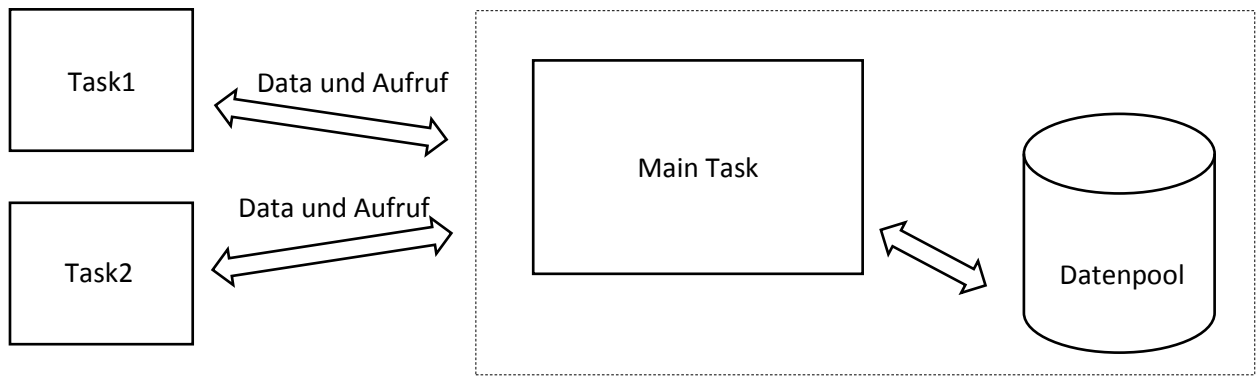 Task1
Data und Aufruf
Main Task
Data und Aufruf
Task2
Datenpool